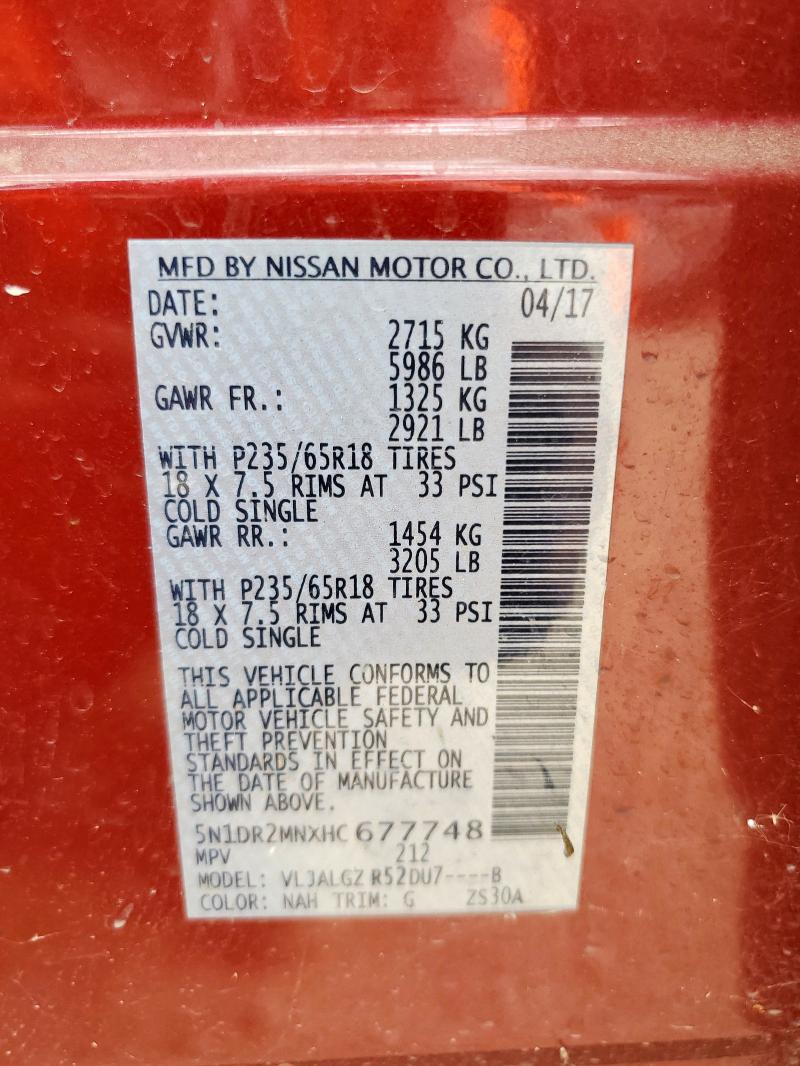 MFD BY NISSAN MOTOR CO., LTD.
DATE: 04/17
GVWR: 2715 KG
5986 LB
GAWR FR.: 1325 KG
2921 LB
WITH P235/65R18 TIRES
18 X 7.5 RIMS AT 33 PSI
COLD SINGLE
GAWR RR.: 1454 KG
3205 LB
WITH P235/65R18 TIRES
18 X 7.5 RIMS AT 33 PSI
COLD SINGLE
THIS VEHICLE CONFORMS TO
ALL APPLICABLE FEDERAL
MOTOR VEHICLE SAFETY AND
THEFT PREVENTION
STANDARDS IN EFFECT ON
THE DATE OF MANUFACTURE
SHOWN ABOVE.
5N1DR2MNXHC677748
MPV 212
MODEL: VLJALGZ R52DU7----B
COLOR: NAH TRIM: G ZS30A